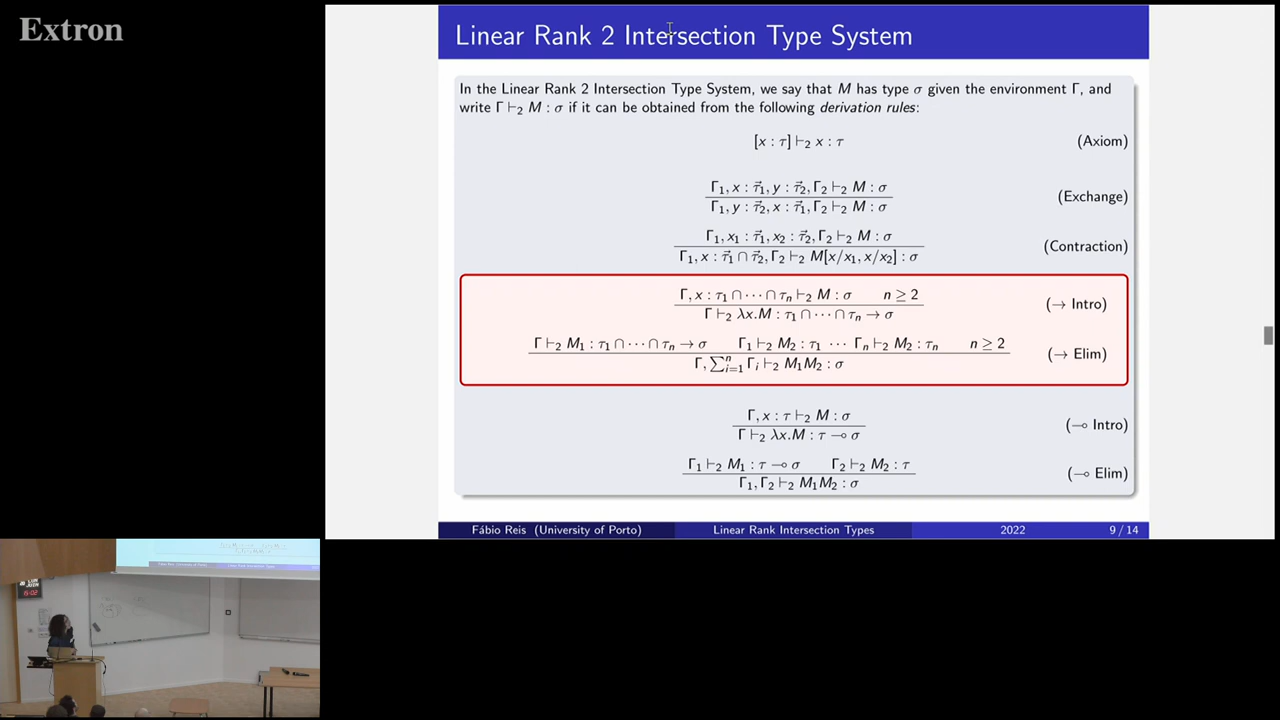 Extron
Linear Rank 2 Intersection Type System
In the Linear Rank 2 Intersection Type System, we say that M has type σ given the environment Γ, and
write Γ ⊢₂ M : σ if it can be obtained from the following derivation rules:
[x : τ] ⊢₂ x : τ (Axiom)
Γ₁, x : τ⃗₁, y : τ⃗₂, Γ₂ ⊢₂ M : σ
Γ₁, y : τ⃗₂, x : τ⃗₁, Γ₂ ⊢₂ M : σ (Exchange)
Γ₁, x₁ : τ⃗₁, x₂ : τ⃗₂, Γ₂ ⊢₂ M : σ
Γ₁, x : τ⃗₁ ∩ τ⃗₂, Γ₂ ⊢₂ M[x/x₁, x/x₂] : σ (Contraction)
Γ, x : τ₁ ∩ ⋯ ∩ τₙ ⊢₂ M : σ n ≥ 2
Γ ⊢₂ λx.M : τ₁ ∩ ⋯ ∩ τₙ → σ (→ Intro)
Γ ⊢₂ M₁ : τ₁ ∩ ⋯ ∩ τₙ → σ Γ₁ ⊢₂ M₂ : τ₁ ⋯ Γₙ ⊢₂ M₂ : τₙ n ≥ 2
Γ, ∑ⁿᵢ₌₁ Γᵢ ⊢₂ M₁M₂ : σ (→ Elim)
Γ, x : τ ⊢₂ M : σ
Γ ⊢₂ λx.M : τ ⊸ σ (⊸ Intro)
Γ₁ ⊢₂ M₁ : τ ⊸ σ Γ₂ ⊢₂ M₂ : τ
Γ₁, Γ₂ ⊢₂ M₁M₂ : σ (⊸ Elim)
Fábio Reis (University of Porto) Linear Rank Intersection Types 2022 9 / 14